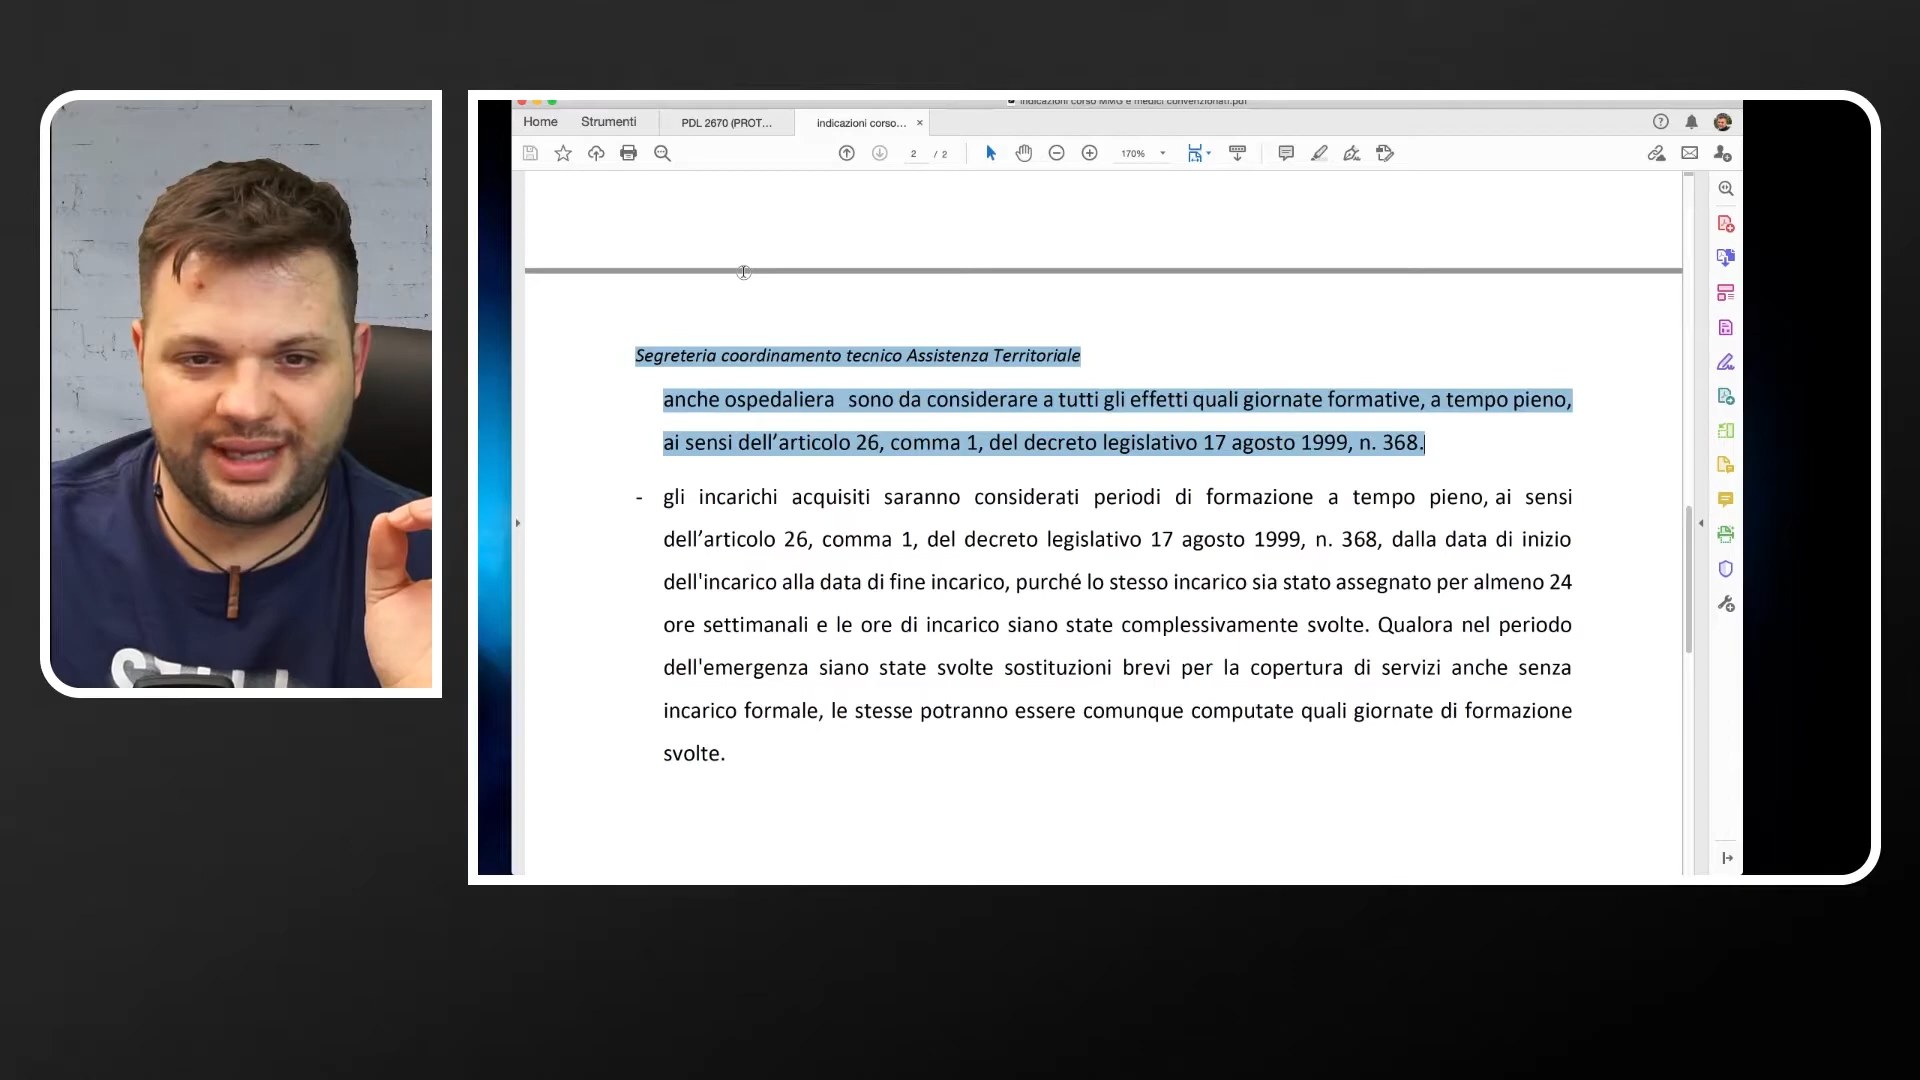 indicazioni corso MMG e medici convenzionati.pdf
Home Strumenti PDL 2670 (PROT... indicazioni corso... ×
2 / 2 170%
Segreteria coordinamento tecnico Assistenza Territoriale
anche ospedaliera sono da considerare a tutti gli effetti quali giornate formative, a tempo pieno,
ai sensi dell’articolo 26, comma 1, del decreto legislativo 17 agosto 1999, n. 368.
- gli incarichi acquisiti saranno considerati periodi di formazione a tempo pieno, ai sensi
dell’articolo 26, comma 1, del decreto legislativo 17 agosto 1999, n. 368, dalla data di inizio
dell'incarico alla data di fine incarico, purché lo stesso incarico sia stato assegnato per almeno 24
ore settimanali e le ore di incarico siano state complessivamente svolte. Qualora nel periodo
dell'emergenza siano state svolte sostituzioni brevi per la copertura di servizi anche senza
incarico formale, le stesse potranno essere comunque computate quali giornate di formazione
svolte.